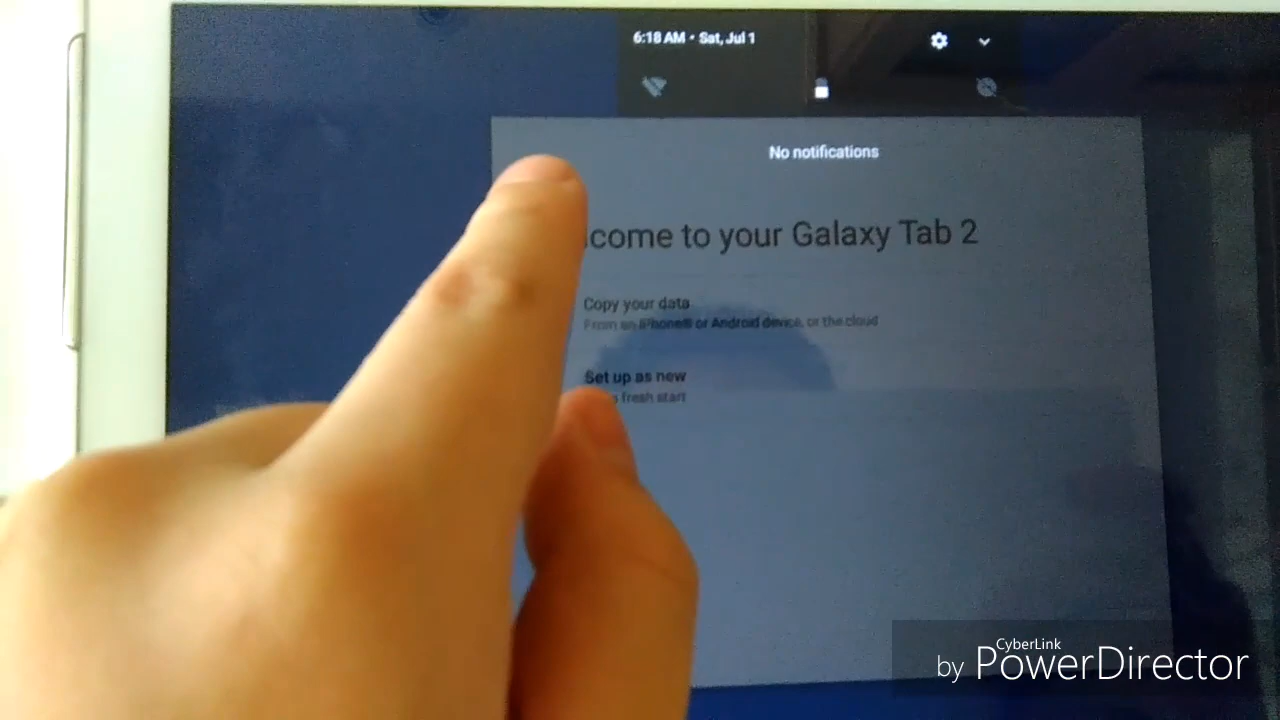 6:18 AM • Sat, Jul 1
No notifications
come to your Galaxy Tab 2
Copy your data
From an iPhone® or Android device, or the cloud
Set up as new
fresh start
CyberLink
by PowerDirector